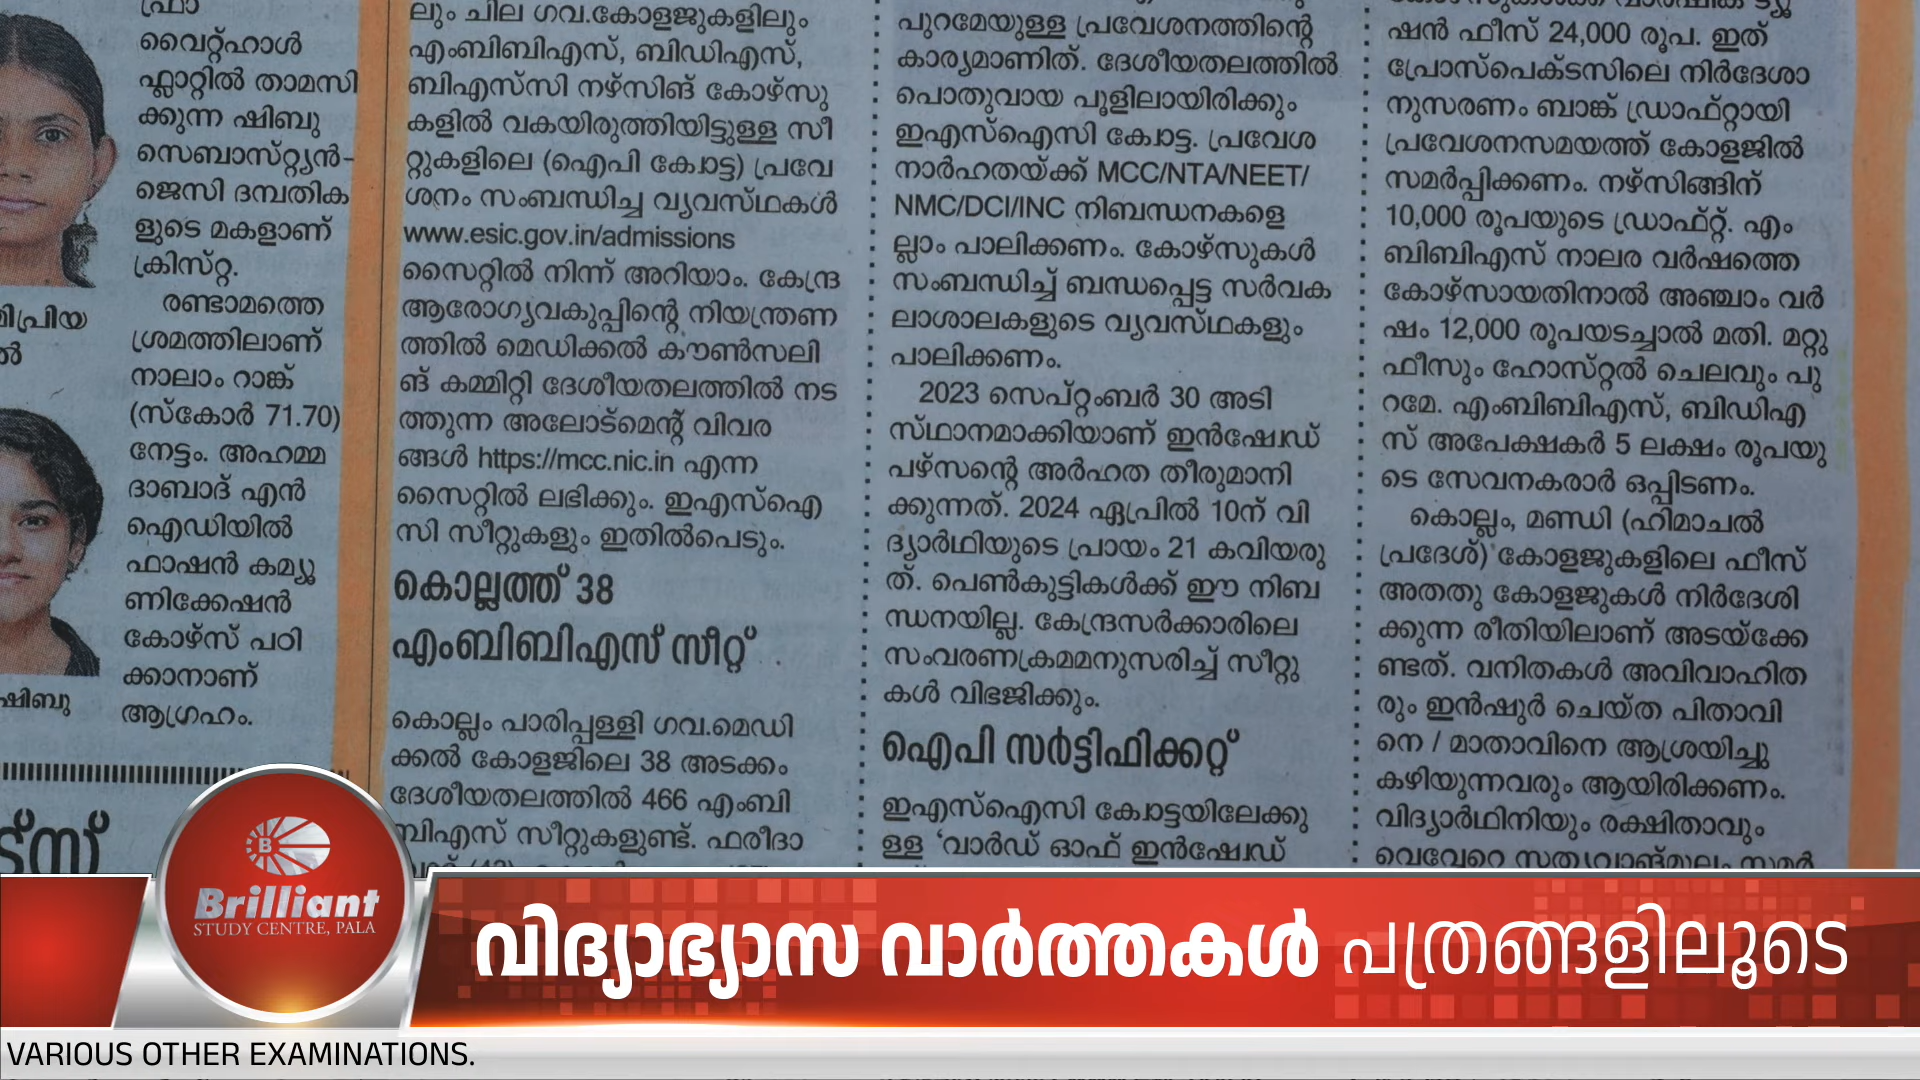 ഫ്രാ
വൈറ്റ്ഹാൾ
ഫ്ലാറ്റിൽ താമസി
ക്കുന്ന ഷിബു
സെബാസ്റ്റ്യൻ-
ജെസി ദമ്പതിക
ളുടെ മകളാണ്
ക്രിസ്റ്റ.
രണ്ടാമത്തെ
ശ്രമത്തിലാണ്
നാലാം റാങ്ക്
(സ്കോർ 71.70)
നേട്ടം. അഹമ്മ
ദാബാദ് എൻ
ഐഡിയിൽ
ഫാഷൻ കമ്യൂ
ണിക്കേഷൻ
കോഴ്സ് പഠി
ക്കാനാണ്
ആഗ്രഹം.
മിപ്രിയ
ൽ
ഷിബു
ലും ചില ഗവ.കോളജുകളിലും
എംബിബിഎസ്, ബിഡിഎസ്,
ബിഎസ്സി നഴ്സിങ് കോഴ്സു
കളിൽ വകയിരുത്തിയിട്ടുള്ള സീ
റ്റുകളിലെ (ഐപി ക്വോട്ട) പ്രവേ
ശനം സംബന്ധിച്ച വ്യവസ്ഥകൾ
www.esic.gov.in/admissions
സൈറ്റിൽ നിന്ന് അറിയാം. കേന്ദ്ര
ആരോഗ്യവകുപ്പിന്റെ നിയന്ത്രണ
ത്തിൽ മെഡിക്കൽ കൗൺസലി
ങ് കമ്മിറ്റി ദേശീയതലത്തിൽ നട
ത്തുന്ന അലോട്മെന്റ് വിവര
ങ്ങൾ https://mcc.nic.in എന്ന
സൈറ്റിൽ ലഭിക്കും. ഇഎസ്ഐ
സി സീറ്റുകളും ഇതിൽപെടും.
കൊല്ലത്ത് 38
എംബിബിഎസ് സീറ്റ്
കൊല്ലം പാരിപ്പള്ളി ഗവ.മെഡി
ക്കൽ കോളജിലെ 38 അടക്കം
ദേശീയതലത്തിൽ 466 എംബി
ബിഎസ് സീറ്റുകളുണ്ട്. ഫരീദാ
പുറമേയുള്ള പ്രവേശനത്തിന്റെ
കാര്യമാണിത്. ദേശീയതലത്തിൽ
പൊതുവായ പൂളിലായിരിക്കും
ഇഎസ്ഐസി ക്വോട്ട. പ്രവേശ
നാർഹതയ്ക്ക് MCC/NTA/NEET/
NMC/DCI/INC നിബന്ധനകളെ
ല്ലാം പാലിക്കണം. കോഴ്സുകൾ
സംബന്ധിച്ച് ബന്ധപ്പെട്ട സർവക
ലാശാലകളുടെ വ്യവസ്ഥകളും
പാലിക്കണം.
2023 സെപ്റ്റംബർ 30 അടി
സ്ഥാനമാക്കിയാണ് ഇൻഷ്വേഡ്
പഴ്സന്റെ അർഹത തീരുമാനി
ക്കുന്നത്. 2024 ഏപ്രിൽ 10ന് വി
ദ്യാർഥിയുടെ പ്രായം 21 കവിയരു
ത്. പെൺകുട്ടികൾക്ക് ഈ നിബ
ന്ധനയില്ല. കേന്ദ്രസർക്കാരിലെ
സംവരണക്രമമനുസരിച്ച് സീറ്റു
കൾ വിഭജിക്കും.
ഐപി സർട്ടിഫിക്കറ്റ്
ഇഎസ്ഐസി ക്വോട്ടയിലേക്കു
ള്ള ‘വാർഡ് ഓഫ് ഇൻഷ്വേഡ്
ഷൻ ഫീസ് 24,000 രൂപ. ഇത്
പ്രോസ്പെക്ടസിലെ നിർദേശാ
നുസരണം ബാങ്ക് ഡ്രാഫ്റ്റായി
പ്രവേശനസമയത്ത് കോളജിൽ
സമർപ്പിക്കണം. നഴ്സിങ്ങിന്
10,000 രൂപയുടെ ഡ്രാഫ്റ്റ്. എം
ബിബിഎസ് നാലര വർഷത്തെ
കോഴ്സായതിനാൽ അഞ്ചാം വർ
ഷം 12,000 രൂപയടച്ചാൽ മതി. മറ്റു
ഫീസും ഹോസ്റ്റൽ ചെലവും പു
റമേ. എംബിബിഎസ്, ബിഡിഎ
സ് അപേക്ഷകർ 5 ലക്ഷം രൂപയു
ടെ സേവനകരാർ ഒപ്പിടണം.
കൊല്ലം, മണ്ഡി (ഹിമാചൽ
പ്രദേശ്) കോളജുകളിലെ ഫീസ്
അതതു കോളജുകൾ നിർദേശി
ക്കുന്ന രീതിയിലാണ് അടയ്ക്കേ
ണ്ടത്. വനിതകൾ അവിവാഹിത
രും ഇൻഷുർ ചെയ്ത പിതാവി
നെ / മാതാവിനെ ആശ്രയിച്ചു
കഴിയുന്നവരും ആയിരിക്കണം.
വിദ്യാർഥിനിയും രക്ഷിതാവും
വെവ്വേറെ സത്യവാങ്മൂലം സമർ
B
Brilliant
STUDY CENTRE, PALA
വിദ്യാഭ്യാസ വാർത്തകൾ പത്രങ്ങളിലൂടെ
VARIOUS OTHER EXAMINATIONS.